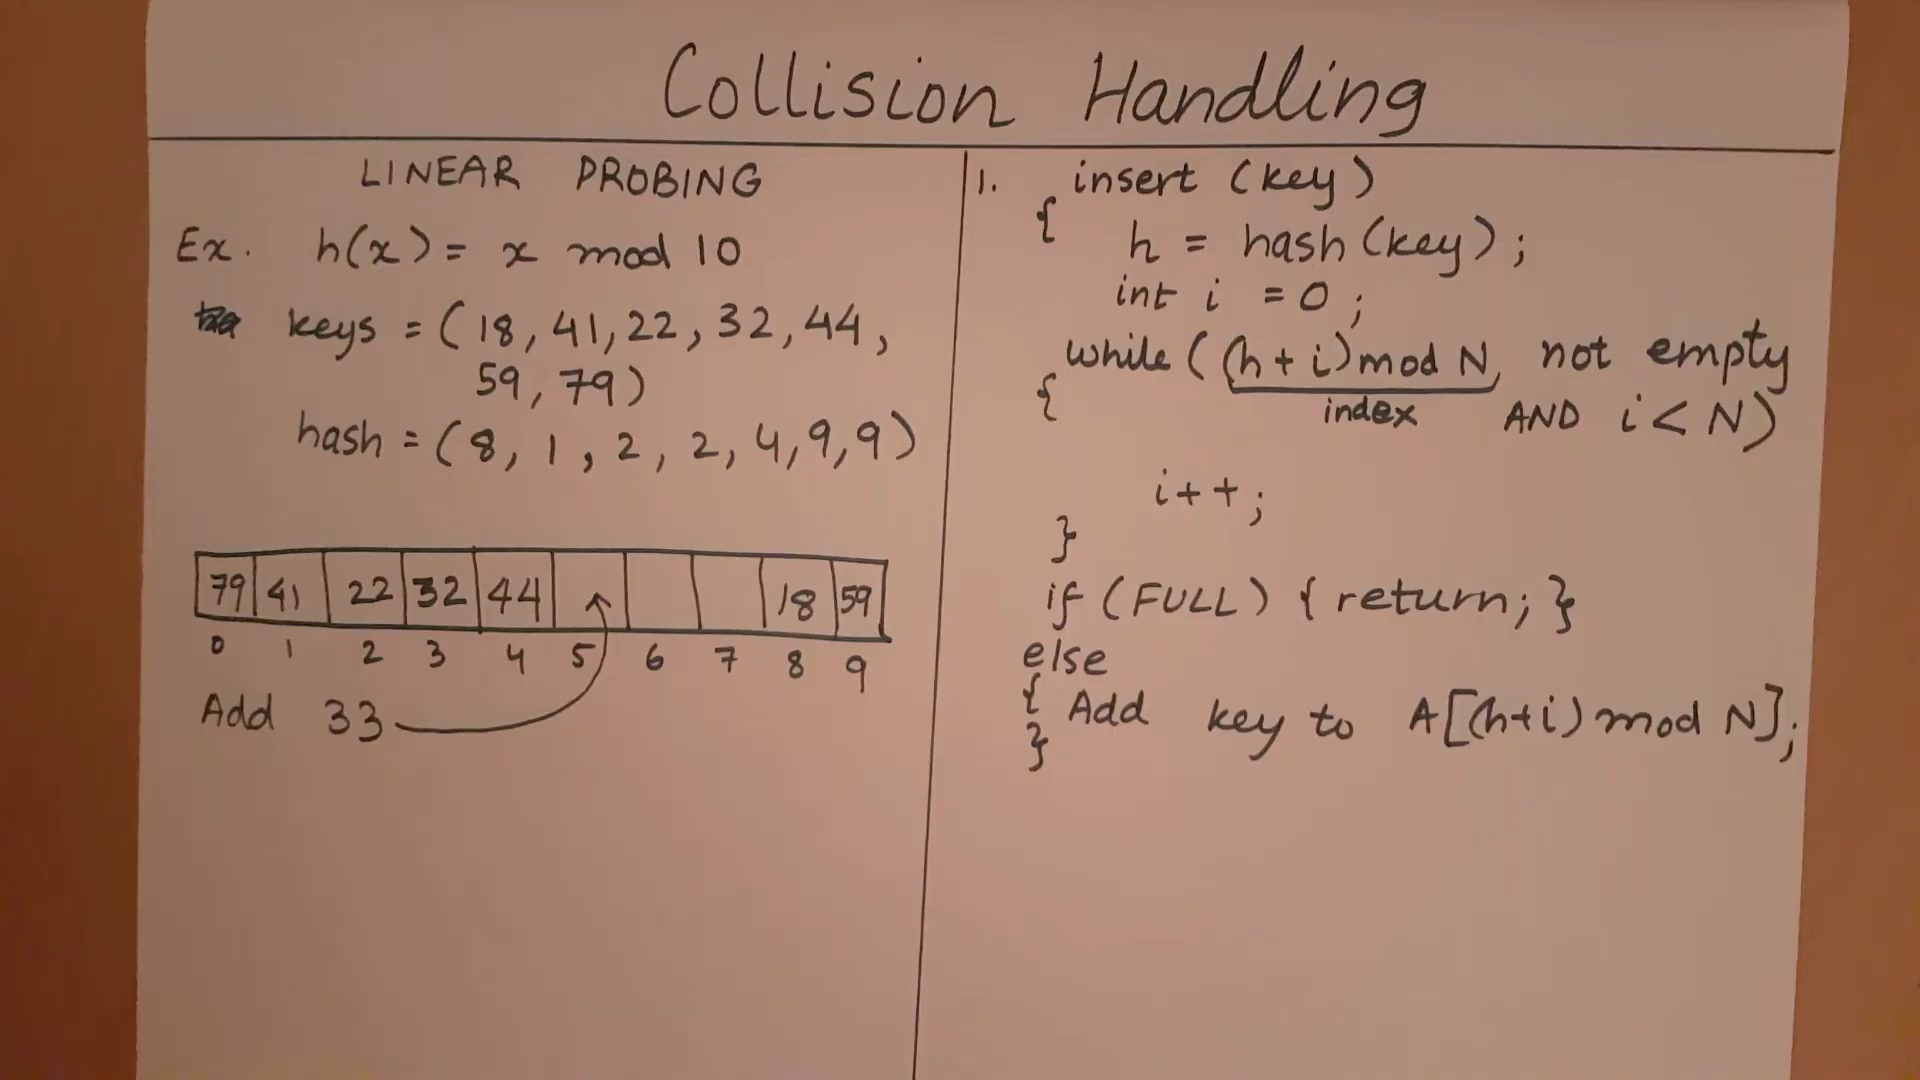 Collision Handling
LINEAR PROBING
Ex. h(x) = x mod 10
keys = (18, 41, 22, 32, 44,
59, 79)
hash = (8, 1, 2, 2, 4, 9, 9)
79 41 22 32 44 18 59
0 1 2 3 4 5 6 7 8 9
Add 33
1. insert (key)
{ h = hash (key);
int i = 0;
while ((h + i) mod N not empty
{ index AND i < N)
i++;
}
if (FULL) { return; }
else
{ Add key to A[(h+i) mod N];
}